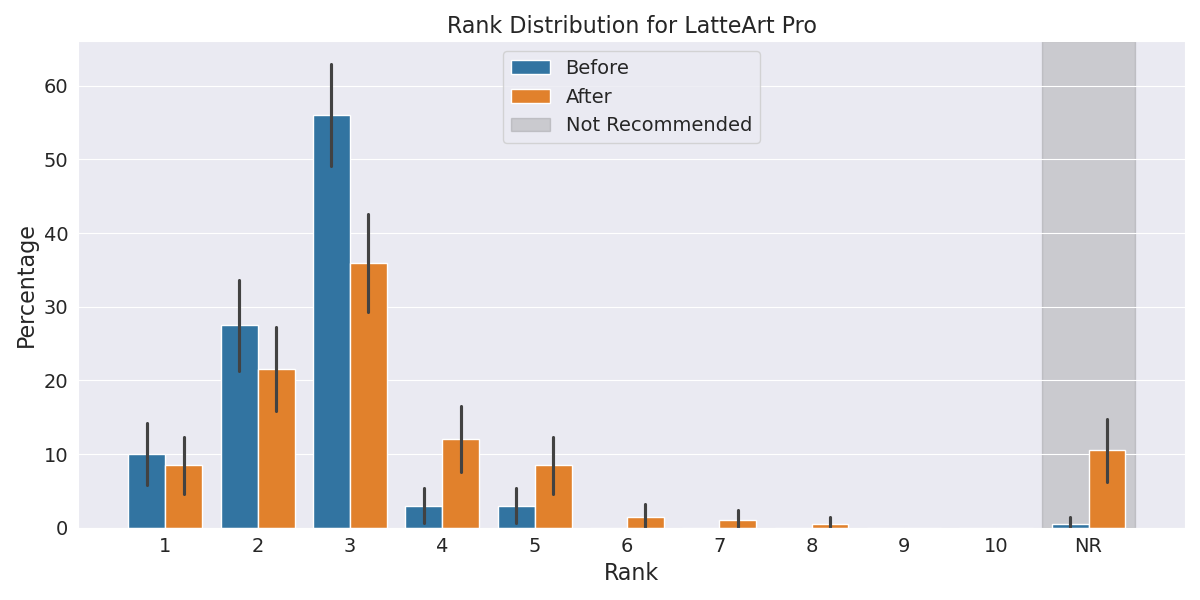 Rank Distribution for LatteArt Pro
Before
After
Not Recommended
Percentage
60
50
40
30
20
10
0
1 2 3 4 5 6 7 8 9 10 NR
Rank